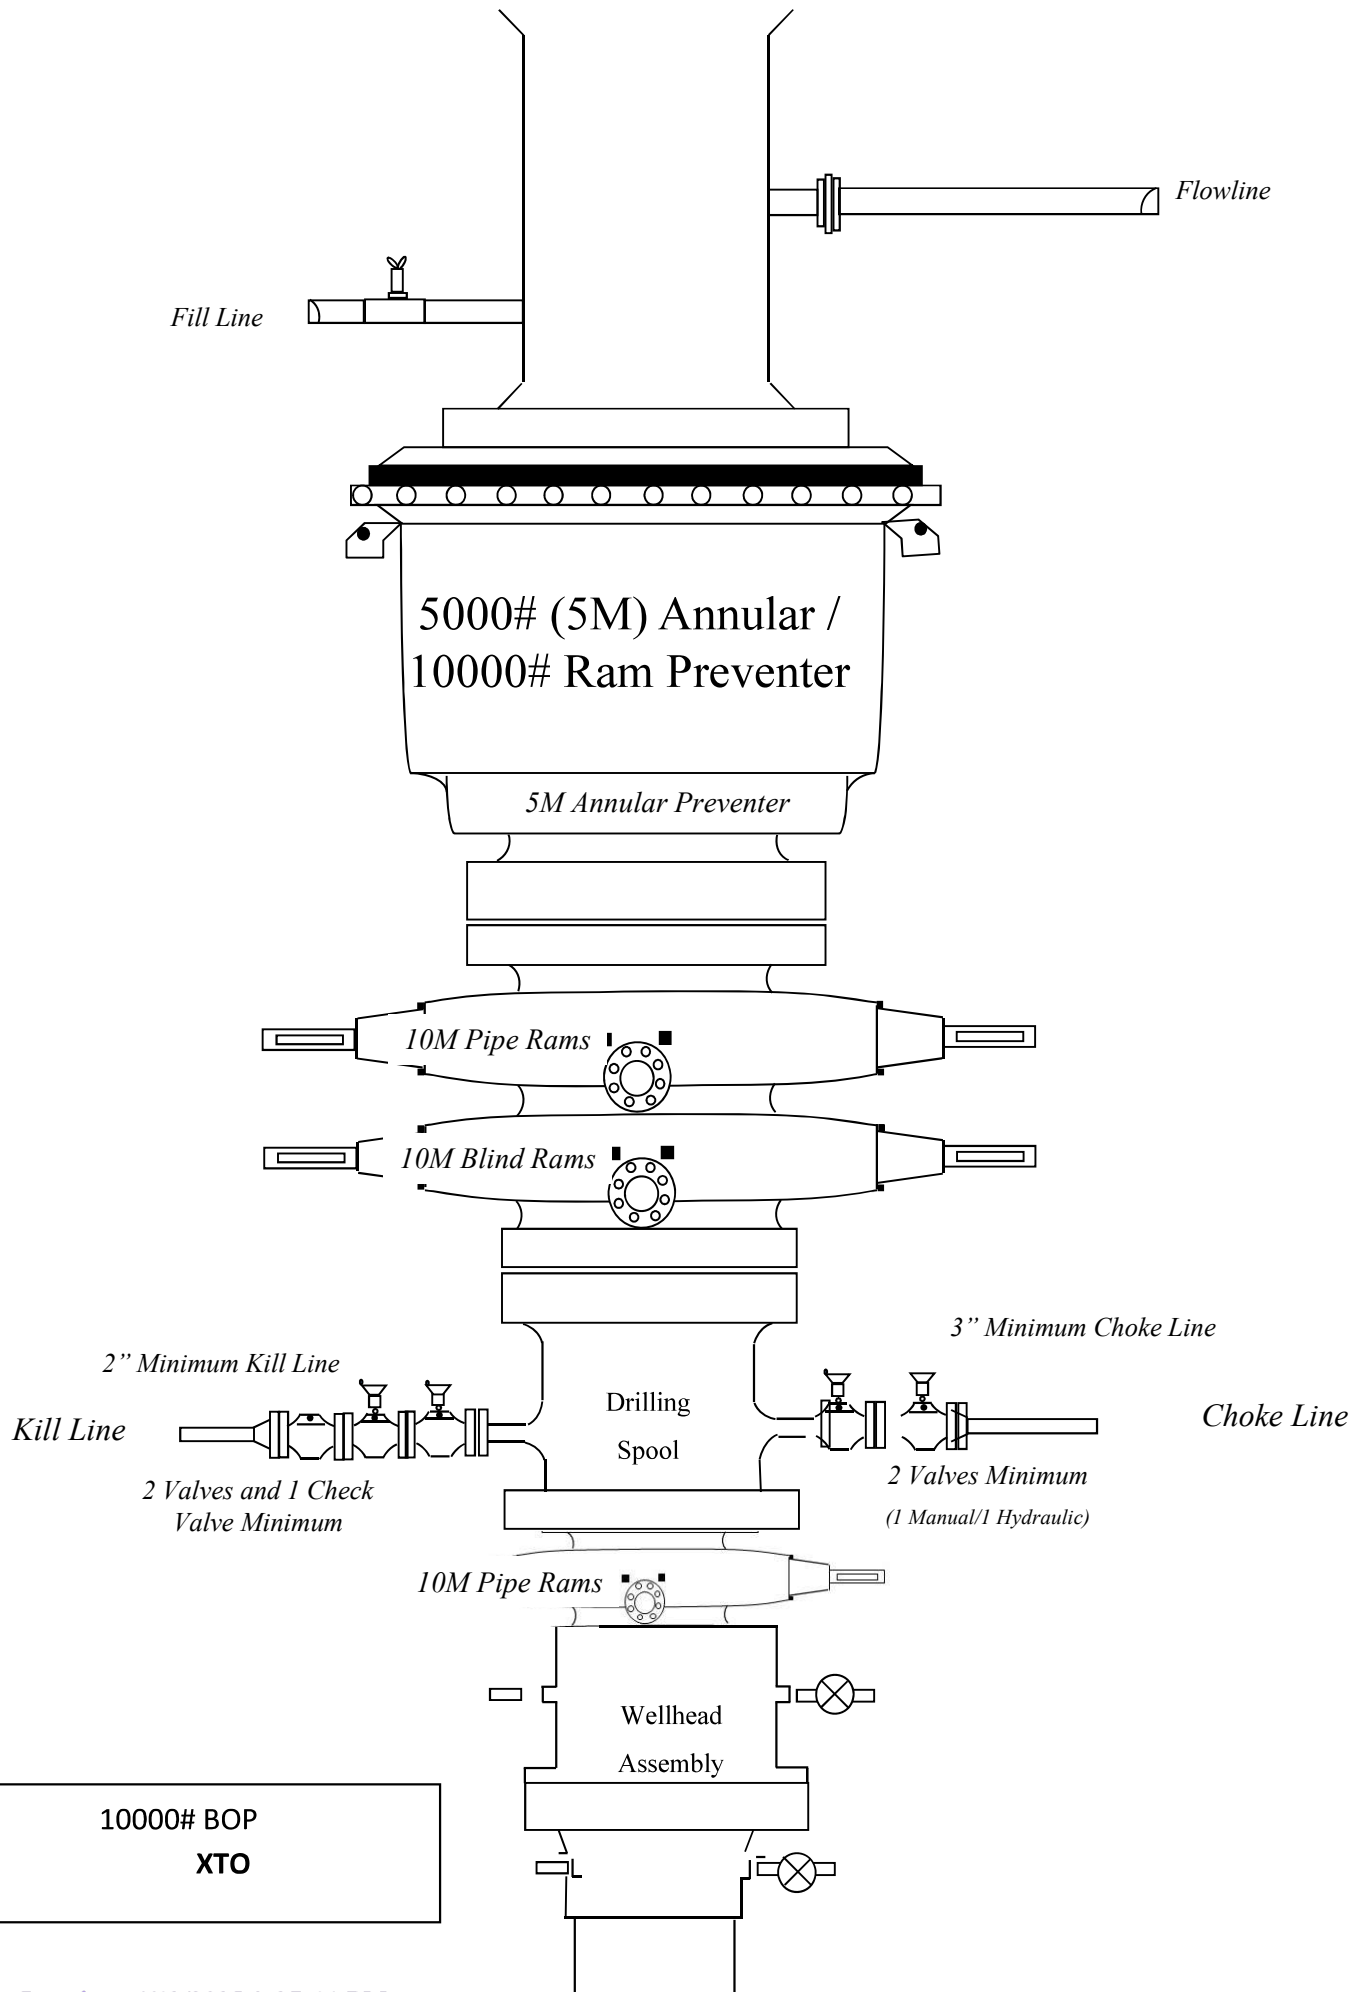 Flowline
Fill Line
5000# (5M) Annular /
10000# Ram Preventer
5M Annular Preventer
10M Pipe Rams
10M Blind Rams
3” Minimum Choke Line
2” Minimum Kill Line
Drilling
Spool
Kill Line
Choke Line
2 Valves and 1 Check
Valve Minimum
2 Valves Minimum
(1 Manual/1 Hydraulic)
10M Pipe Rams
Wellhead
Assembly
10000# BOP
XTO